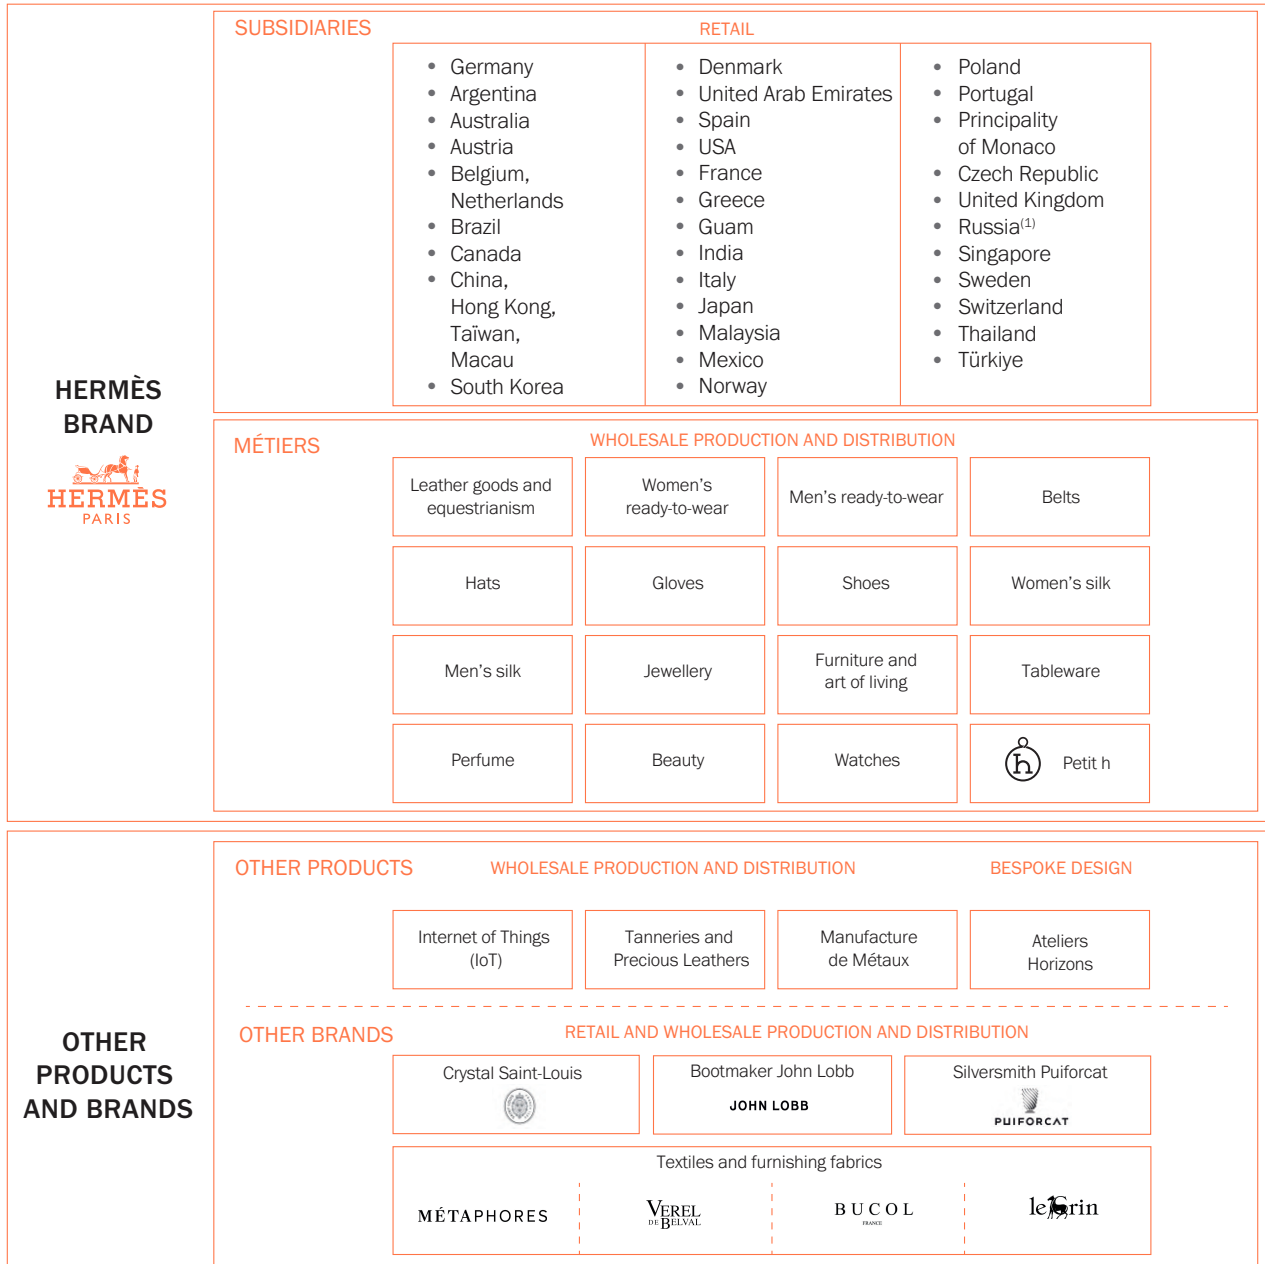 SUBSIDIARIES
RETAIL
• Germany
• Argentina
• Australia
• Austria
• Belgium,
Netherlands
• Brazil
• Canada
• China,
Hong Kong,
Taïwan,
Macau
• South Korea
• Denmark
• United Arab Emirates
• Spain
• USA
• France
• Greece
• Guam
• India
• Italy
• Japan
• Malaysia
• Mexico
• Norway
• Poland
• Portugal
• Principality
of Monaco
• Czech Republic
• United Kingdom
• Russia(1)
• Singapore
• Sweden
• Switzerland
• Thailand
• Türkiye
HERMÈS
BRAND
HERMÈS
PARIS
MÉTIERS
WHOLESALE PRODUCTION AND DISTRIBUTION
Leather goods and
equestrianism
Women's
ready-to-wear
Men's ready-to-wear
Belts
Hats
Gloves
Shoes
Women's silk
Men's silk
Jewellery
Furniture and
art of living
Tableware
Perfume
Beauty
Watches
h
Petit h
OTHER
PRODUCTS
AND BRANDS
OTHER PRODUCTS
WHOLESALE PRODUCTION AND DISTRIBUTION
BESPOKE DESIGN
Internet of Things
(IoT)
Tanneries and
Precious Leathers
Manufacture
de Métaux
Ateliers
Horizons
OTHER BRANDS
RETAIL AND WHOLESALE PRODUCTION AND DISTRIBUTION
Crystal Saint-Louis
Bootmaker John Lobb
JOHN LOBB
Silversmith Puiforcat
PUIFORCAT
Textiles and furnishing fabrics
MÉTAPHORES
VEREL
DE BELVAL
BUCOL
FRANCE
le Crin